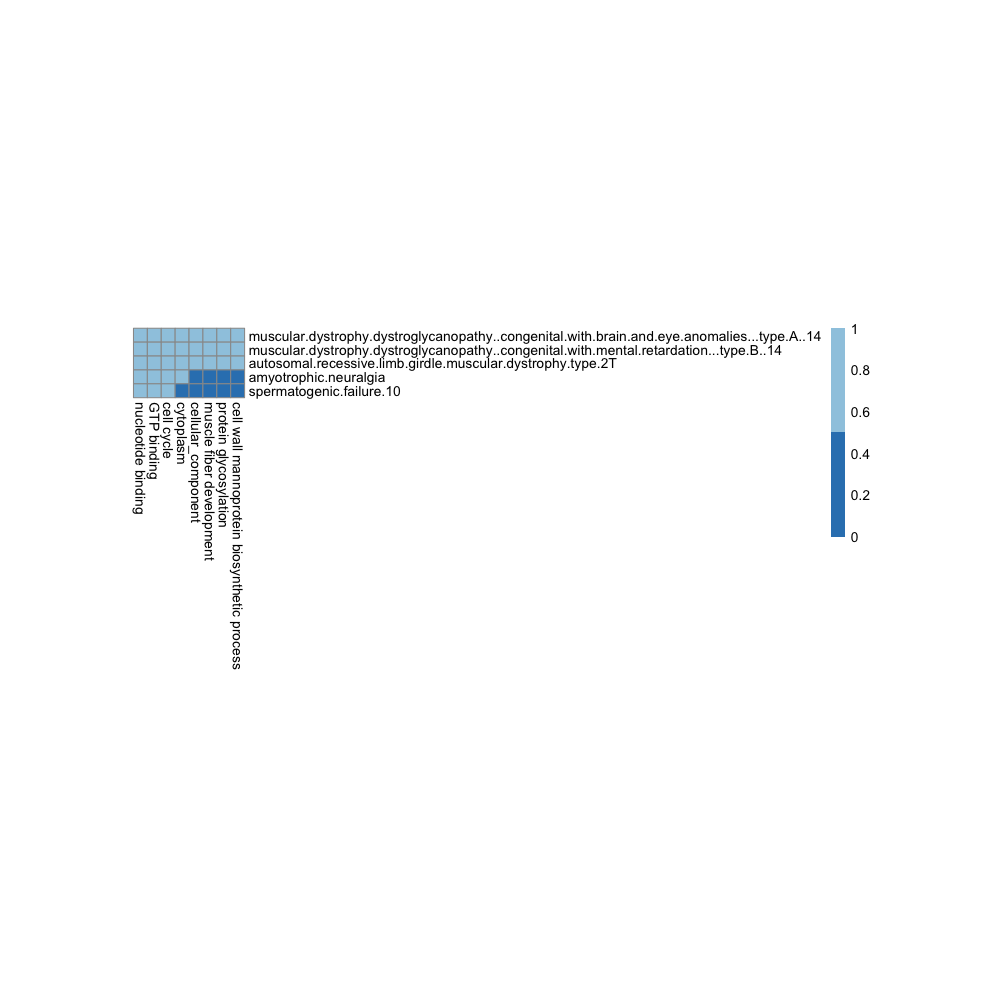 muscular.dystrophy.dystroglycanopathy..congenital.with.brain.and.eye.anomalies...type.A..14
muscular.dystrophy.dystroglycanopathy..congenital.with.mental.retardation...type.B..14
autosomal.recessive.limb.girdle.muscular.dystrophy.type.2T
amyotrophic.neuralgia
spermatogenic.failure.10
nucleotide binding
GTP binding
cell cycle
cytoplasm
cellular_component
muscle fiber development
protein glycosylation
cell wall mannoprotein biosynthetic process
1
0.8
0.6
0.4
0.2
0